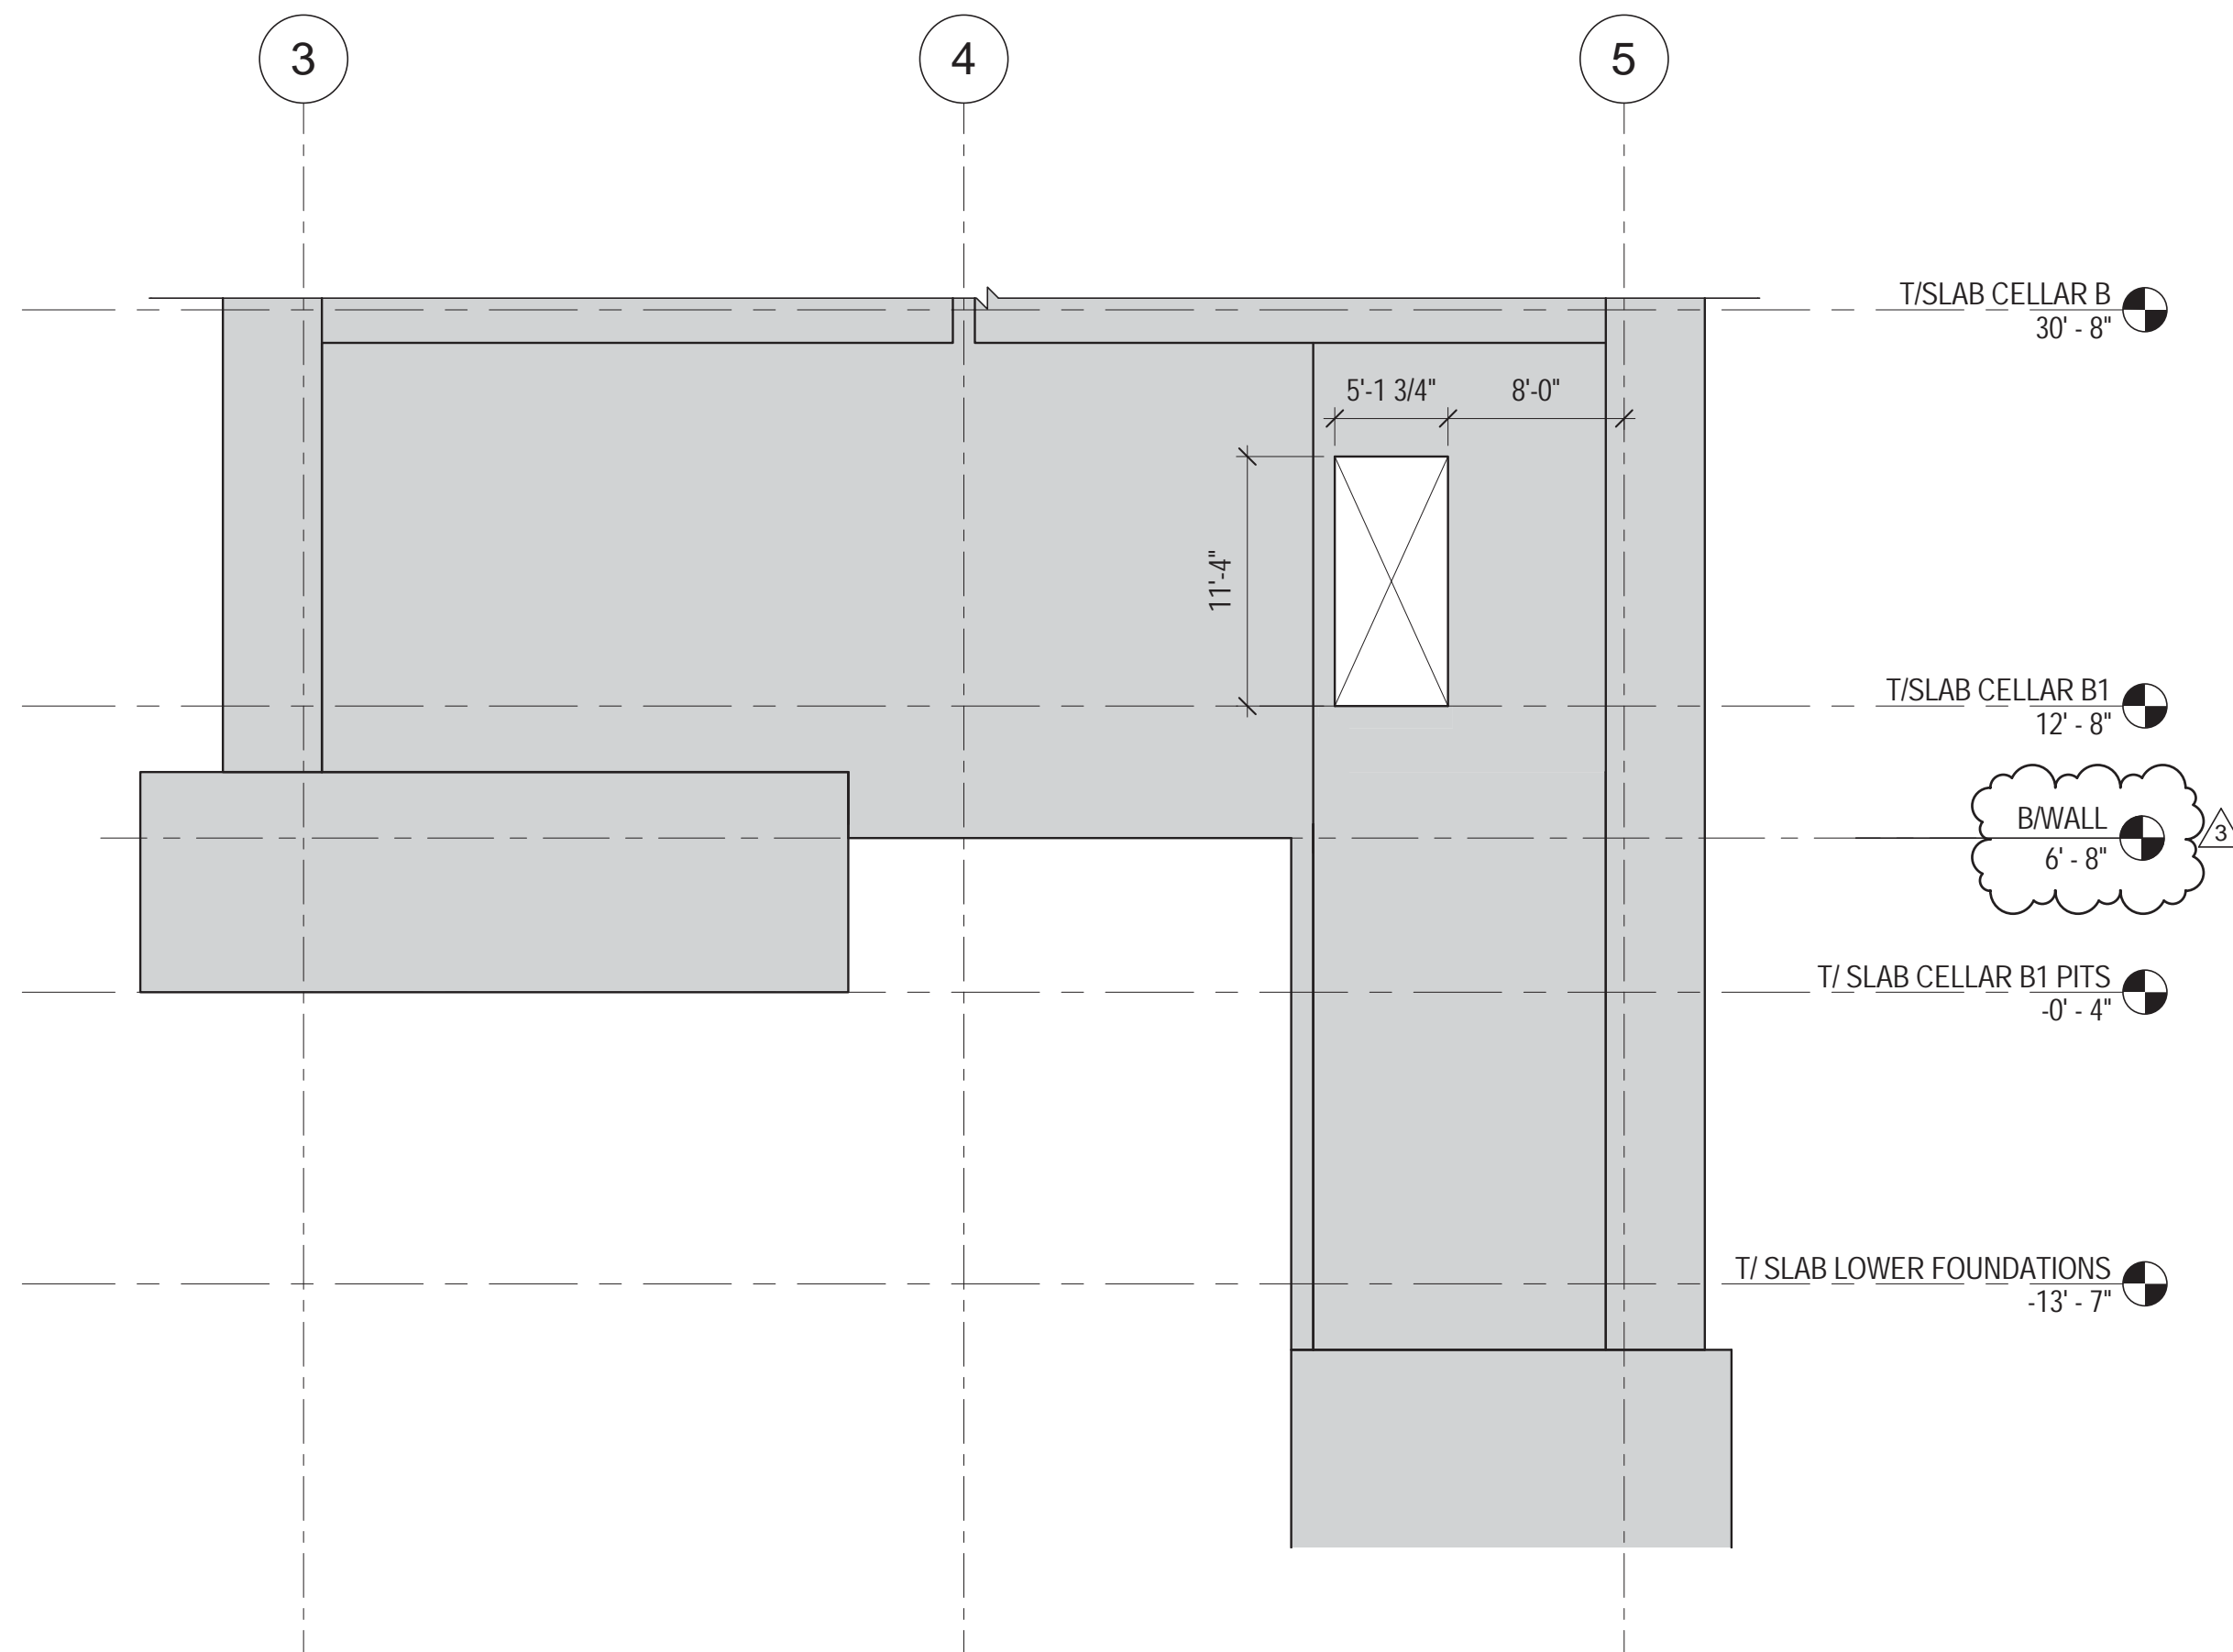 3
4
5
T/SLAB CELLAR B
30' - 8"
5'-1 3/4"
8'-0"
11'-4"
T/SLAB CELLAR B1
12' - 8"
B/WALL
6' - 8"
3
T/ SLAB CELLAR B1 PITS
-0' - 4"
T/ SLAB LOWER FOUNDATIONS
-13' - 7"